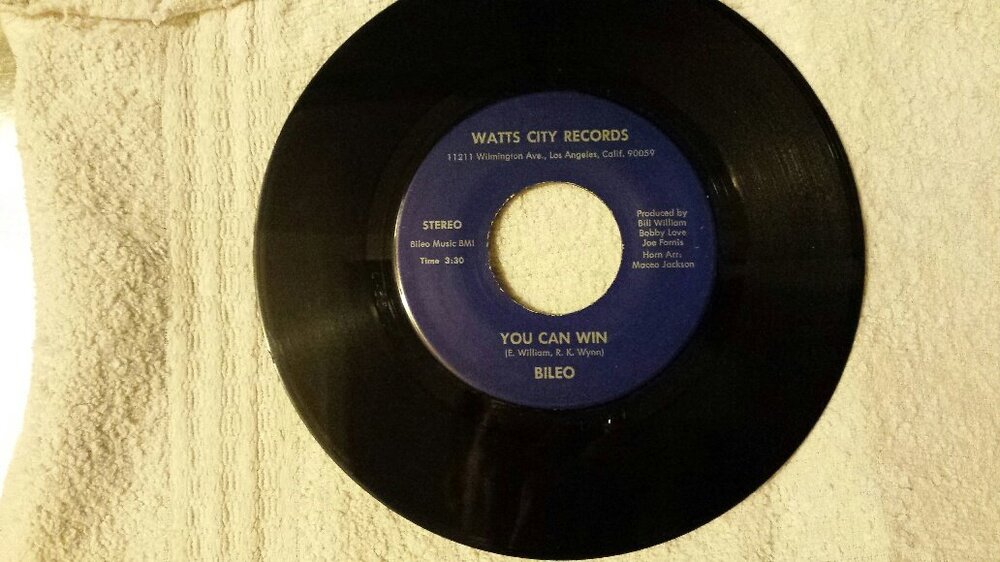 WATTS CITY RECORDS
11211 Wilmington Ave., Los Angeles, Calif. 90059
STEREO
Bileo Music BMI
Time 3:30
Produced by
Bill William
Bobby Love
Joe Farris
Horn Arr:
Maceo Jackson
YOU CAN WIN
(E. William, R. K. Wynn)
BILEO